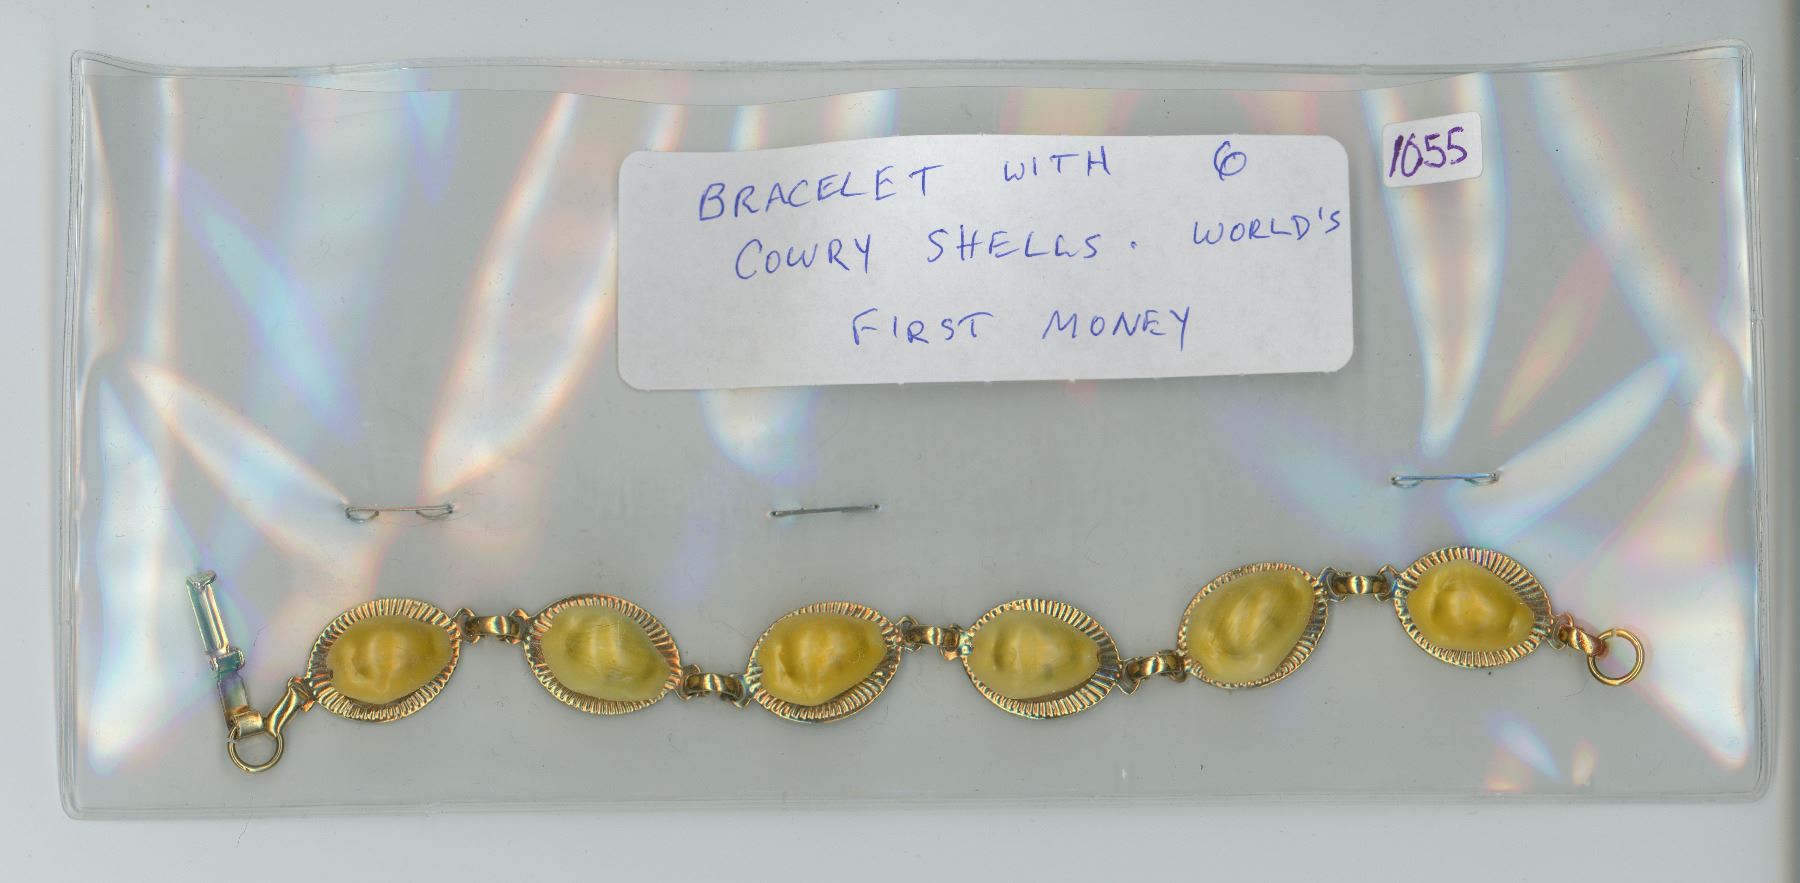 BRACELET WITH 6
COWRY SHELLS. WORLD'S
FIRST MONEY
1055